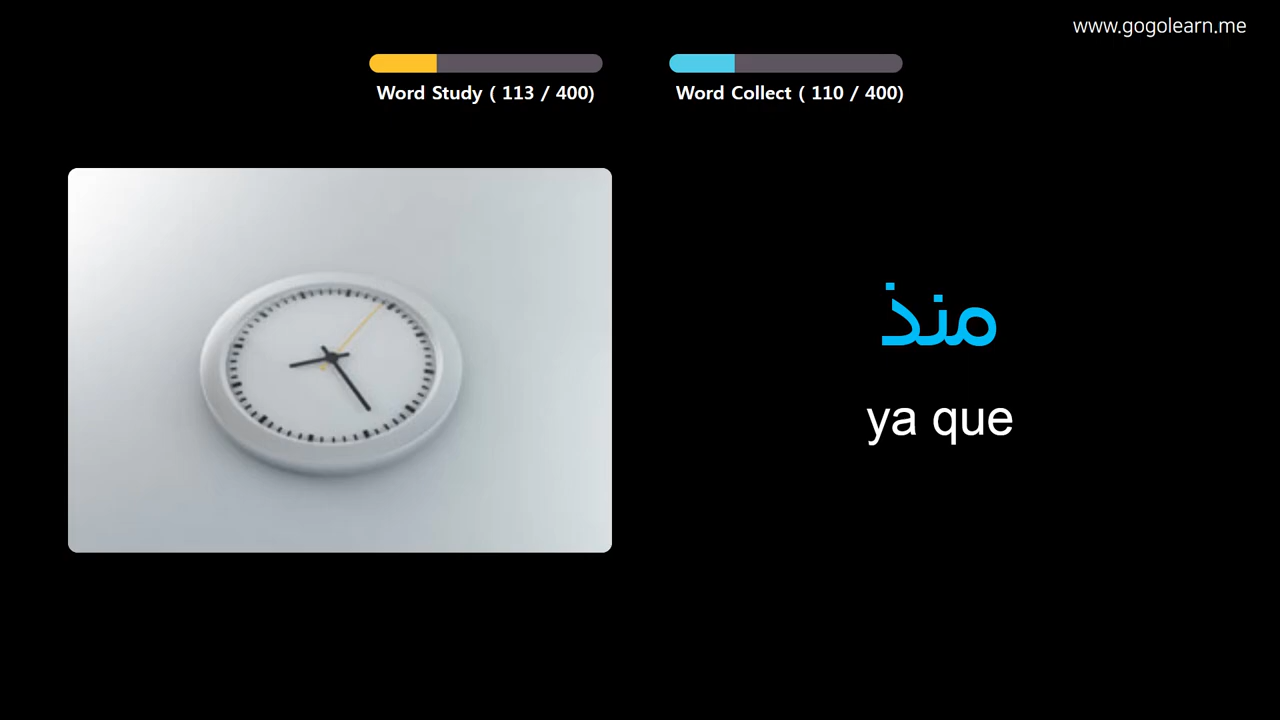 www.gogolearn.me
Word Study ( 113 / 400)
Word Collect ( 110 / 400)
منذ
ya que